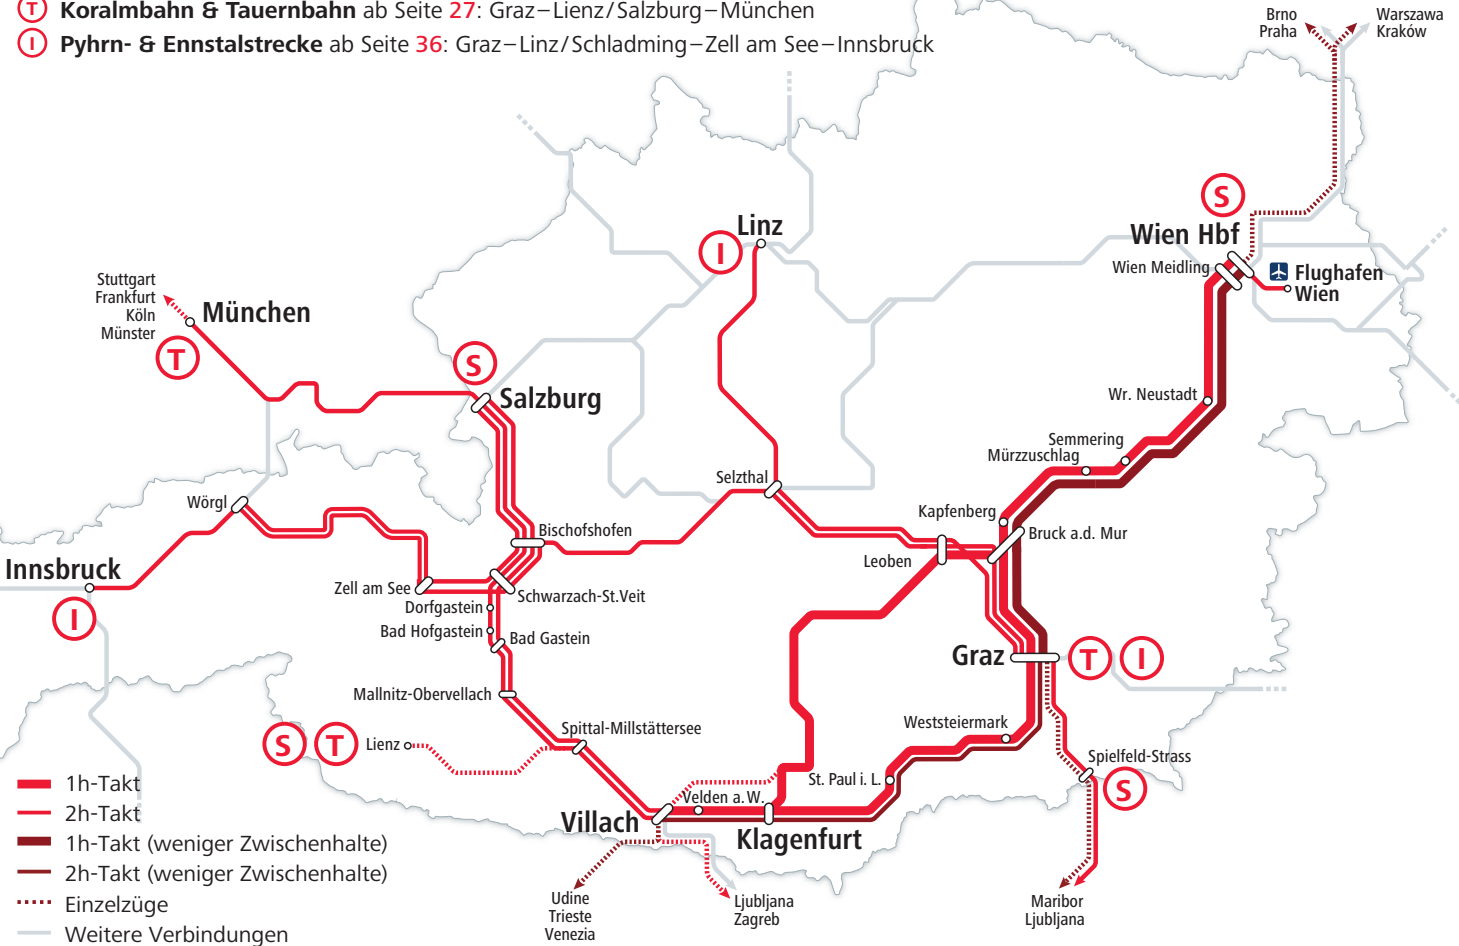 T Koralmbahn & Tauernbahn ab Seite 27: Graz–Lienz/Salzburg–München
I Pyhrn- & Ennstalstrecke ab Seite 36: Graz–Linz/Schladming–Zell am See–Innsbruck
Brno
Praha
Warszawa
Kraków
S
Linz
I
Wien Hbf
Wien Meidling
Flughafen
Wien
Stuttgart
Frankfurt
Köln
Münster
München
T
S
Salzburg
Wr. Neustadt
Semmering
Mürzzuschlag
Selzthal
Wörgl
Kapfenberg
Bischofshofen
Bruck a.d. Mur
Leoben
Innsbruck
I
Zell am See
Schwarzach-St.Veit
Dorfgastein
Bad Hofgastein
Bad Gastein
Graz
T
I
Mallnitz-Obervellach
Weststeiermark
Spittal-Millstättersee
S
T
Lienz
Spielfeld-Strass
S
St. Paul i. L.
Velden a.W.
Villach
Klagenfurt
1h-Takt
2h-Takt
1h-Takt (weniger Zwischenhalte)
2h-Takt (weniger Zwischenhalte)
Einzelzüge
Weitere Verbindungen
Udine
Trieste
Venezia
Ljubljana
Zagreb
Maribor
Ljubljana